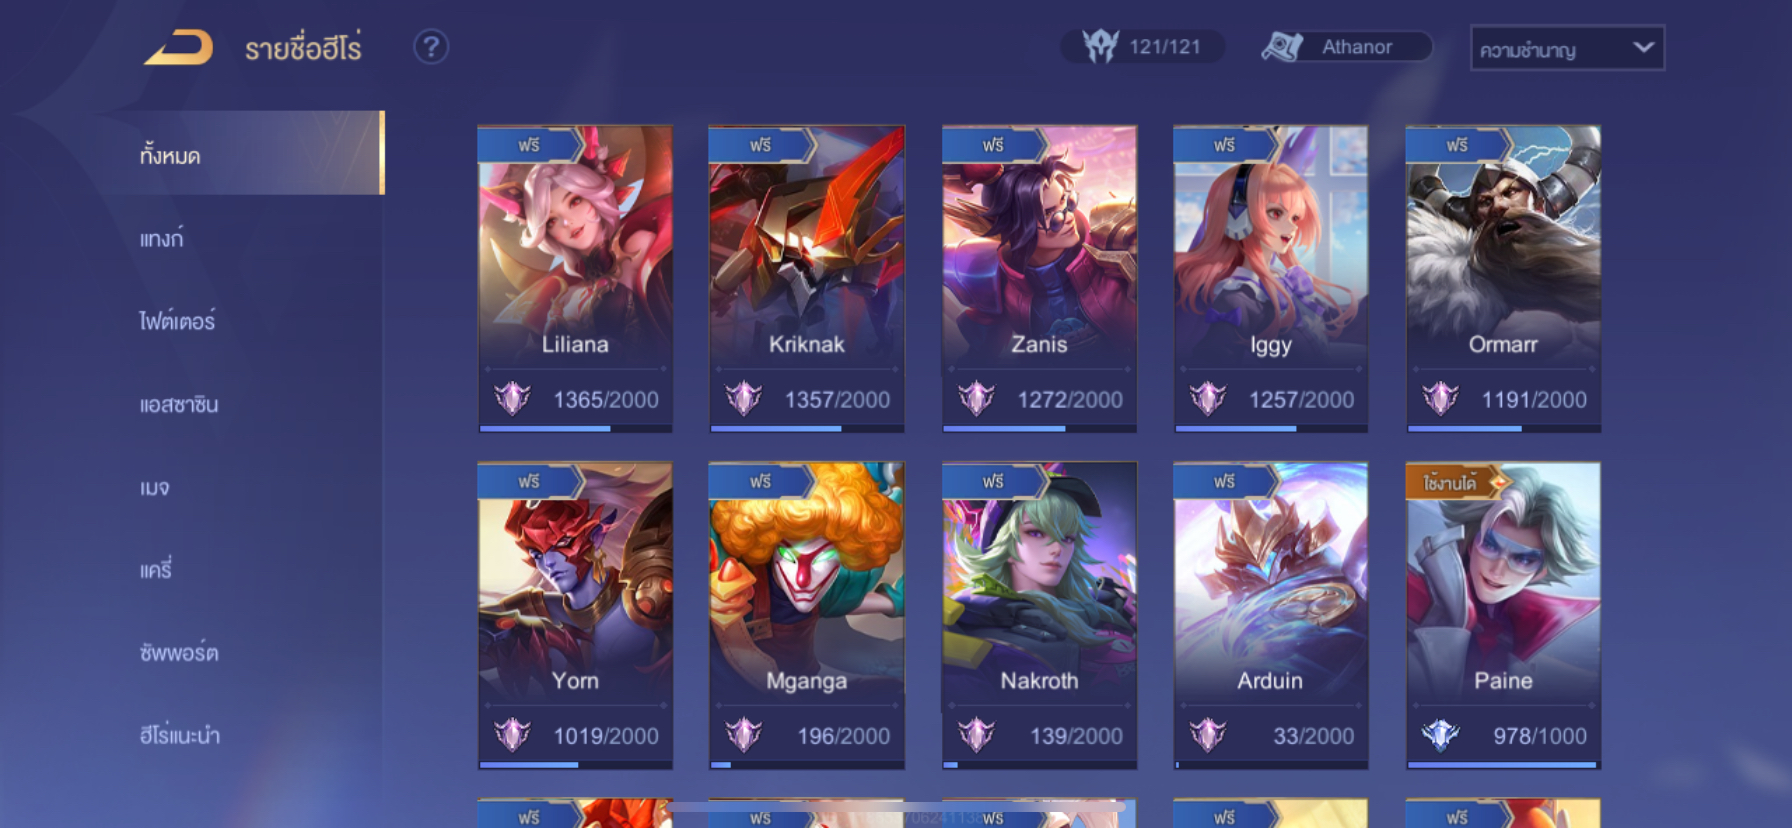 รายชื่อฮีโร่
?
121/121
Athanor
ความชำนาญ
ทั้งหมด
แทงก์
ไฟต์เตอร์
แอสซาซิน
เมจ
แครี่
ซัพพอร์ต
ฮีโร่แนะนำ
ฟรี ฟรี ฟรี ฟรี ฟรี
Liliana Kriknak Zanis Iggy Ormarr
1365/2000 1357/2000 1272/2000 1257/2000 1191/2000
ฟรี ฟรี ฟรี ฟรี ใช้งานได้
Yorn Mganga Nakroth Arduin Paine
1019/2000 196/2000 139/2000 33/2000 978/1000
ฟรี ฟรี ฟรี ฟรี ฟรี